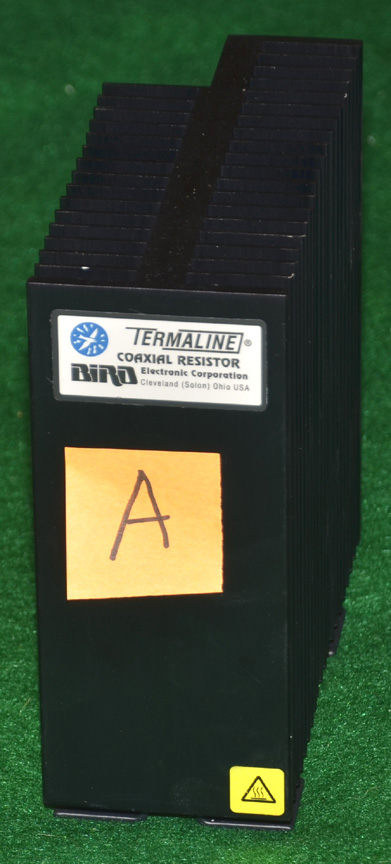 TERMALINE®
COAXIAL RESISTOR
BIRD Electronic Corporation
Cleveland (Solon) Ohio USA
A